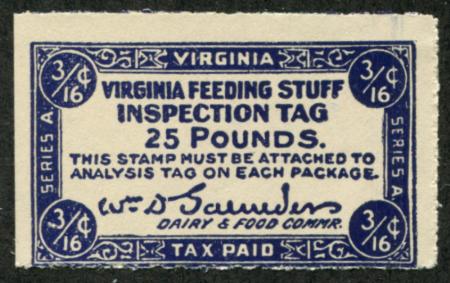 VIRGINIA
3/16¢ 3/16¢
VIRGINIA FEEDING STUFF
INSPECTION TAG
25 POUNDS.
THIS STAMP MUST BE ATTACHED TO
ANALYSIS TAG ON EACH PACKAGE.
Wm D Saunders
DAIRY & FOOD COMMR.
SERIES A.
SERIES A.
3/16¢ 3/16¢
TAX PAID